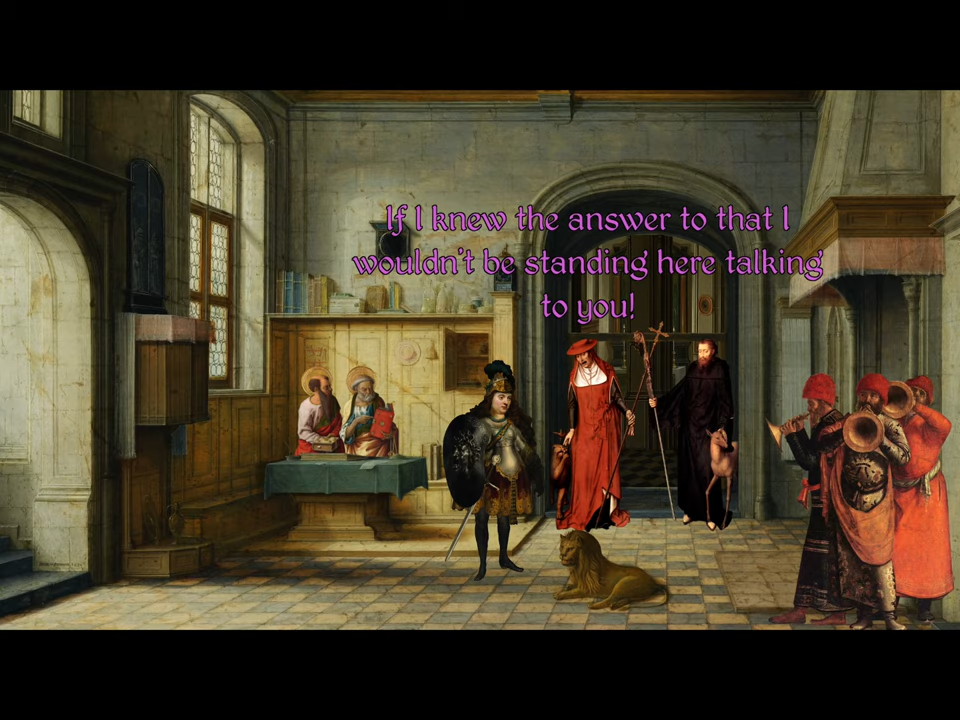 If I knew the answer to that I
wouldn't be standing here talking
to you!